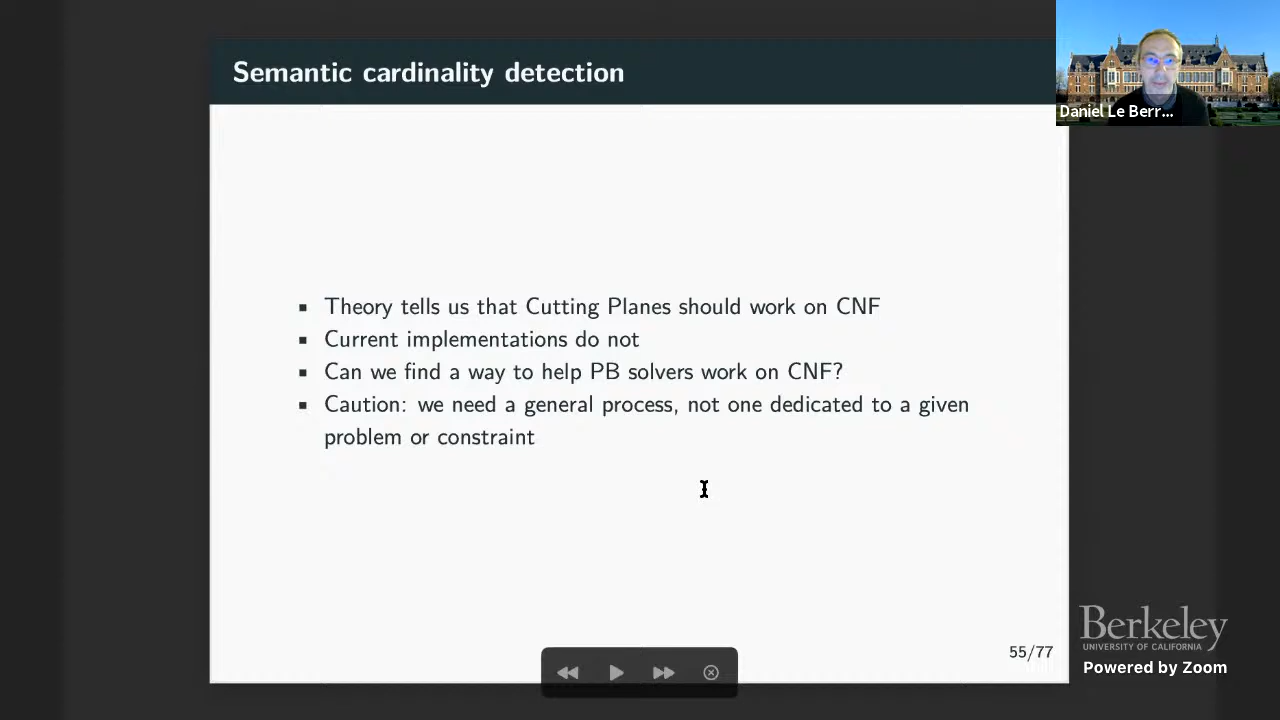 Semantic cardinality detection
Daniel Le Berr...
▪ Theory tells us that Cutting Planes should work on CNF
▪ Current implementations do not
▪ Can we find a way to help PB solvers work on CNF?
▪ Caution: we need a general process, not one dedicated to a given
problem or constraint
55/77
Berkeley
UNIVERSITY OF CALIFORNIA
Powered by Zoom